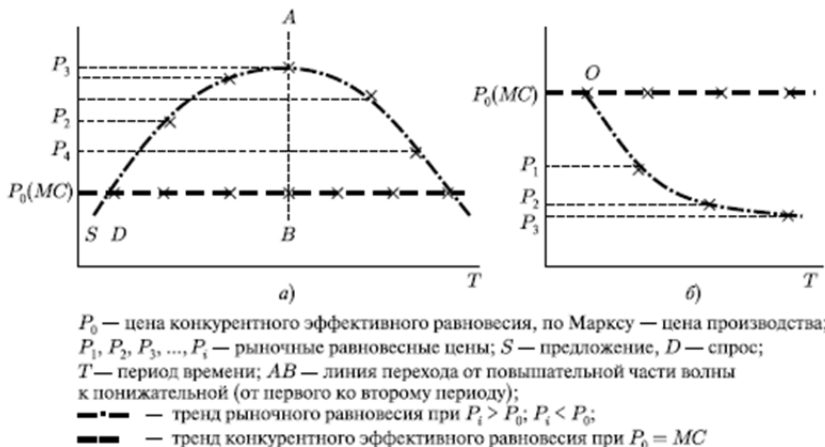 A
P₃
P₂
P₄
P₀(MC)
S D
B
T
а)
O
P₀(MC)
P₁
P₂
P₃
T
б)
P₀ — цена конкурентного эффективного равновесия, по Марксу — цена производства;
P₁, P₂, P₃, ..., Pᵢ — рыночные равновесные цены; S — предложение, D — спрос;
T — период времени; AB — линия перехода от повышательной части волны
к понижательной (от первого ко второму периоду);
— тренд рыночного равновесия при Pᵢ > P₀; Pᵢ < P₀;
— тренд конкурентного эффективного равновесия при P₀ = MC